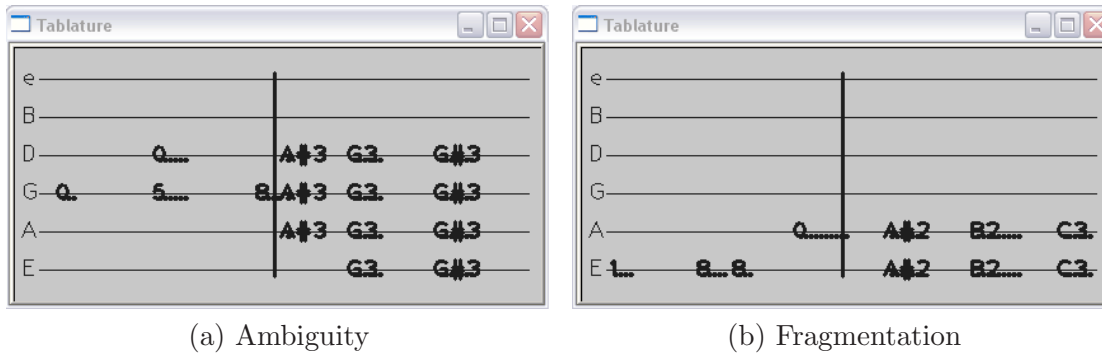 Tablature
e
B
D 0..... A#3 G3. G#.3
G 0.. 5..... 8..A#3 G3. G#.3
A A#3 G3. G#.3
E G3. G#.3
(a) Ambiguity
Tablature
e
B
D
G
A 0......... A#2 B2..... C3.
E 1... 8... 8.. A#2 B2..... C3.
(b) Fragmentation